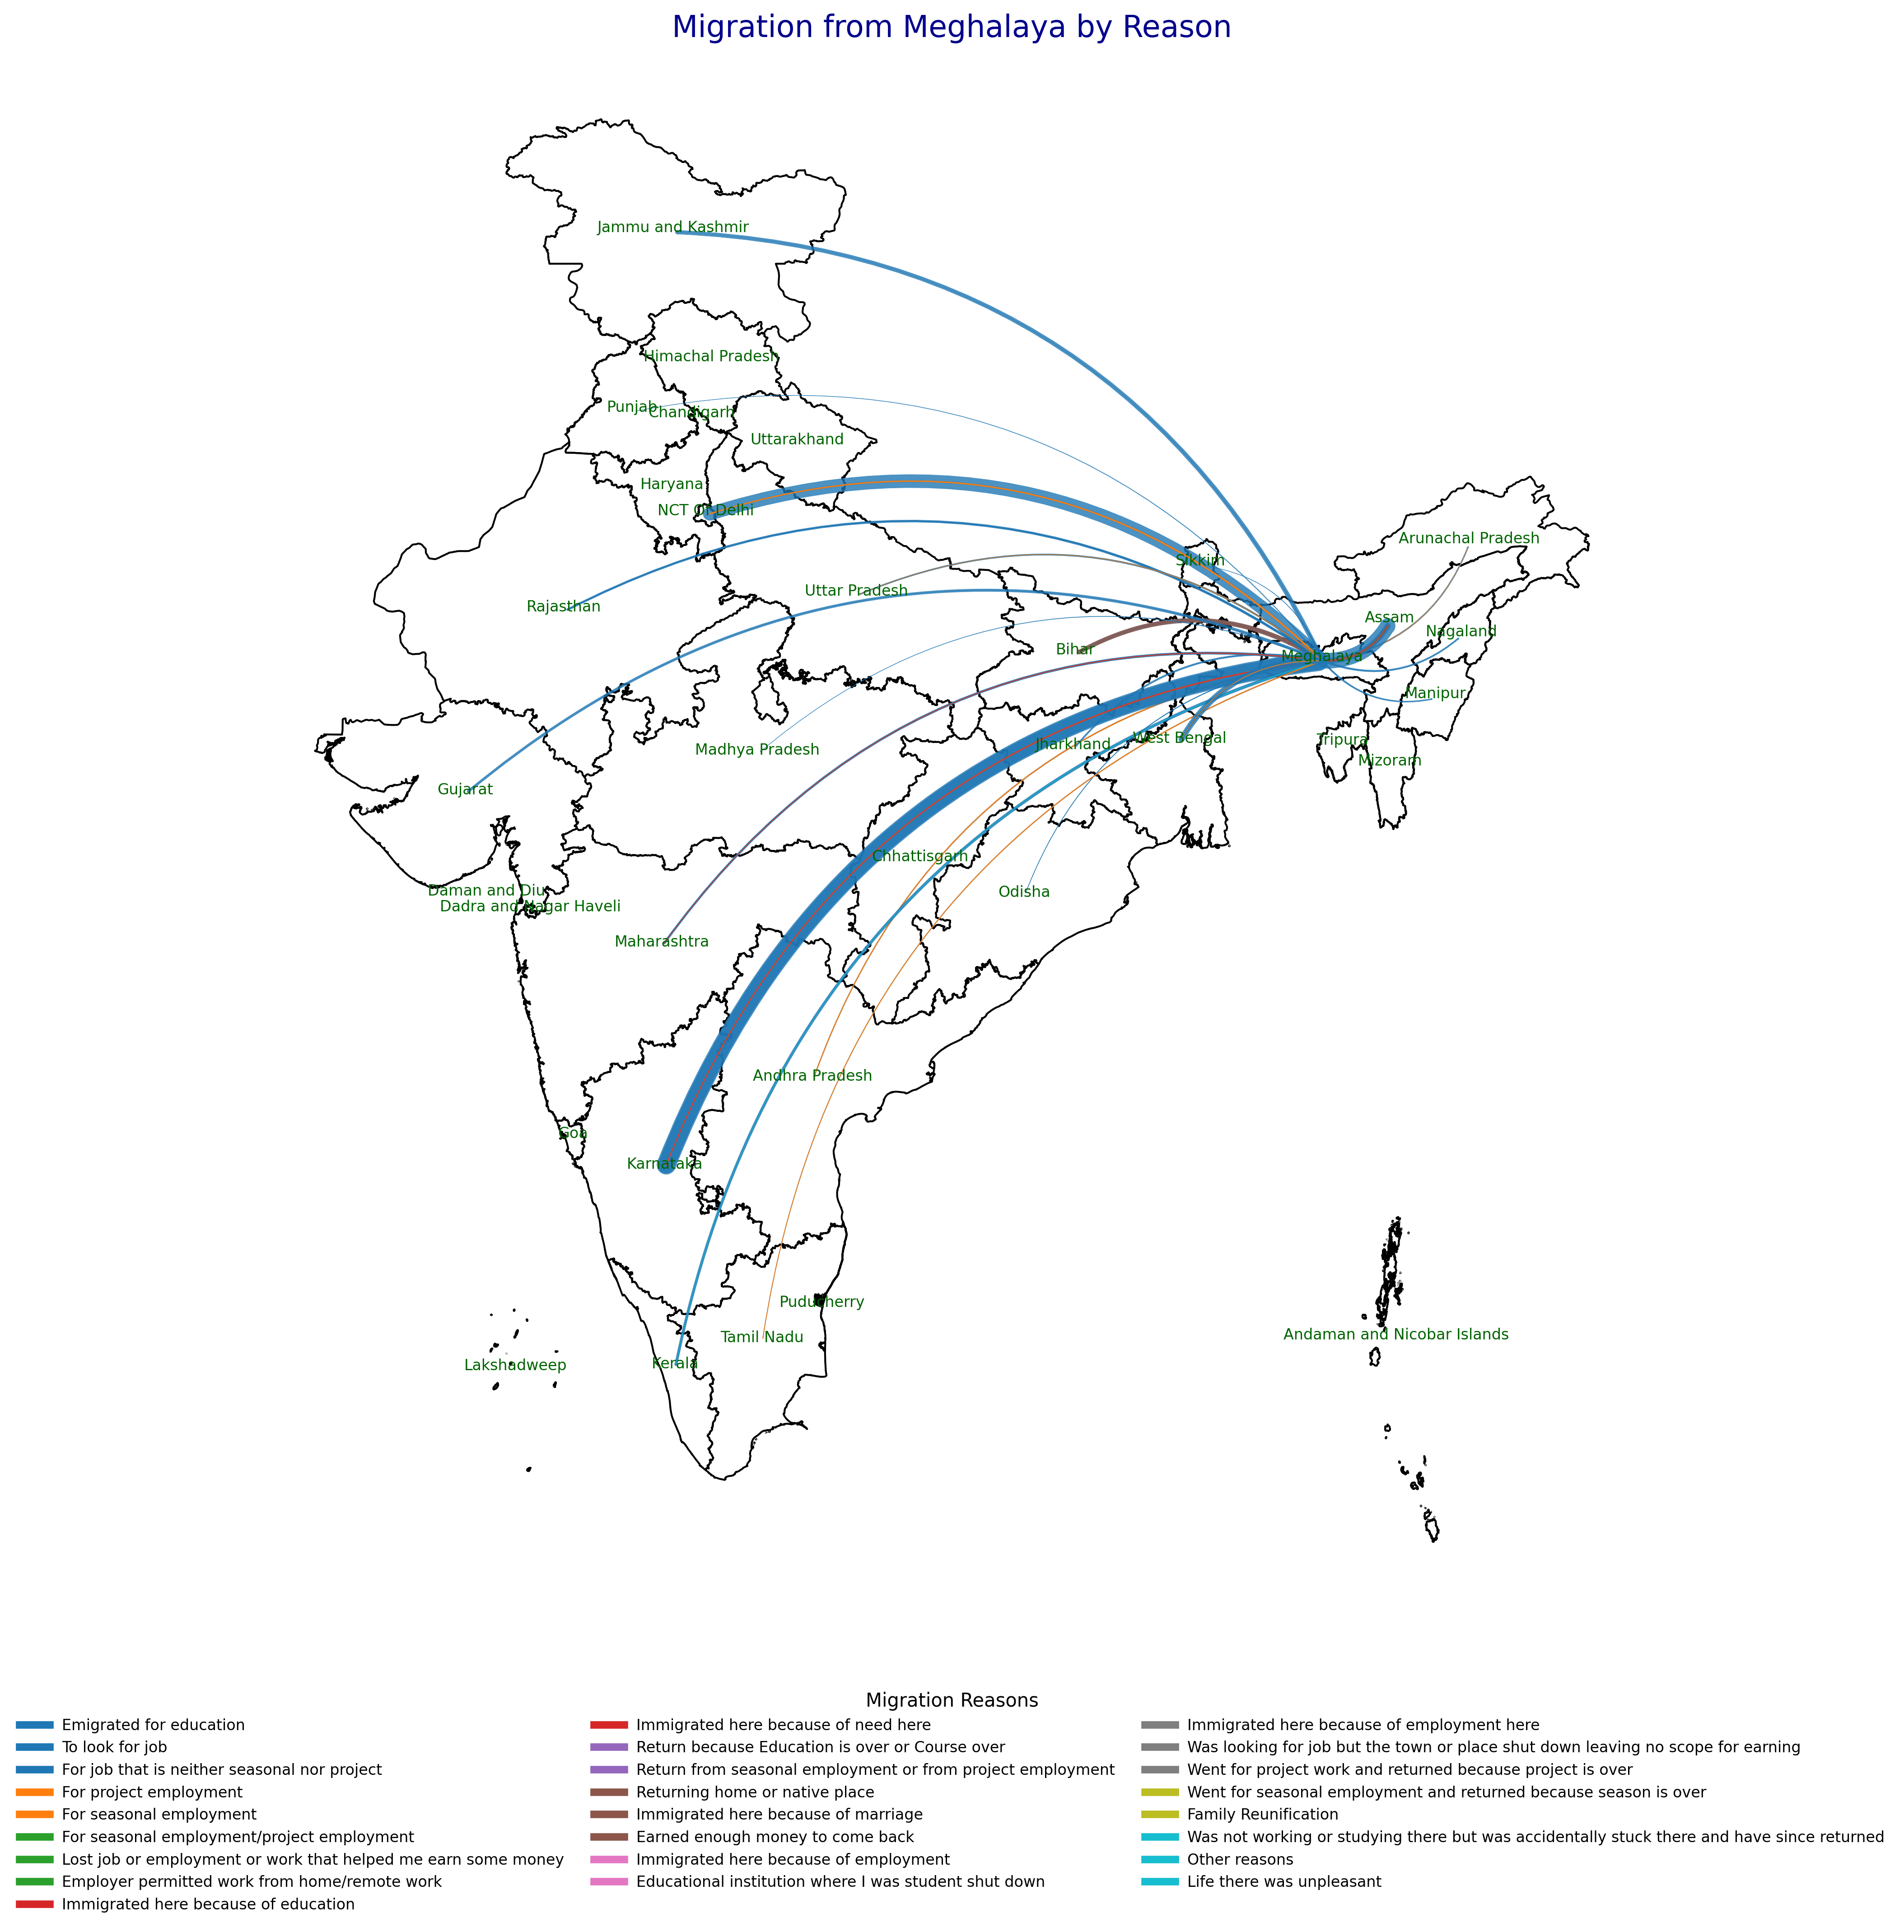 Migration from Meghalaya by Reason
Jammu and Kashmir
Himachal Pradesh
Punjab
Chandigarh
Uttarakhand
Haryana
NCT Of Delhi
Arunachal Pradesh
Sikkim
Uttar Pradesh
Rajasthan
Assam
Nagaland
Bihar
Meghalaya
Manipur
West Bengal
Tripura
Jharkhand
Madhya Pradesh
Mizoram
Gujarat
Chhattisgarh
Daman and Diu
Odisha
Dadra and Nagar Haveli
Maharashtra
Andhra Pradesh
Goa
Karnataka
Puducherry
Andaman and Nicobar Islands
Tamil Nadu
Kerala
Lakshadweep
Migration Reasons
Emigrated for education
To look for job
For job that is neither seasonal nor project
For project employment
For seasonal employment
For seasonal employment/project employment
Lost job or employment or work that helped me earn some money
Employer permitted work from home/remote work
Immigrated here because of education
Immigrated here because of need here
Return because Education is over or Course over
Return from seasonal employment or from project employment
Returning home or native place
Immigrated here because of marriage
Earned enough money to come back
Immigrated here because of employment
Educational institution where I was student shut down
Immigrated here because of employment here
Was looking for job but the town or place shut down leaving no scope for earning
Went for project work and returned because project is over
Went for seasonal employment and returned because season is over
Family Reunification
Was not working or studying there but was accidentally stuck there and have since returned
Other reasons
Life there was unpleasant